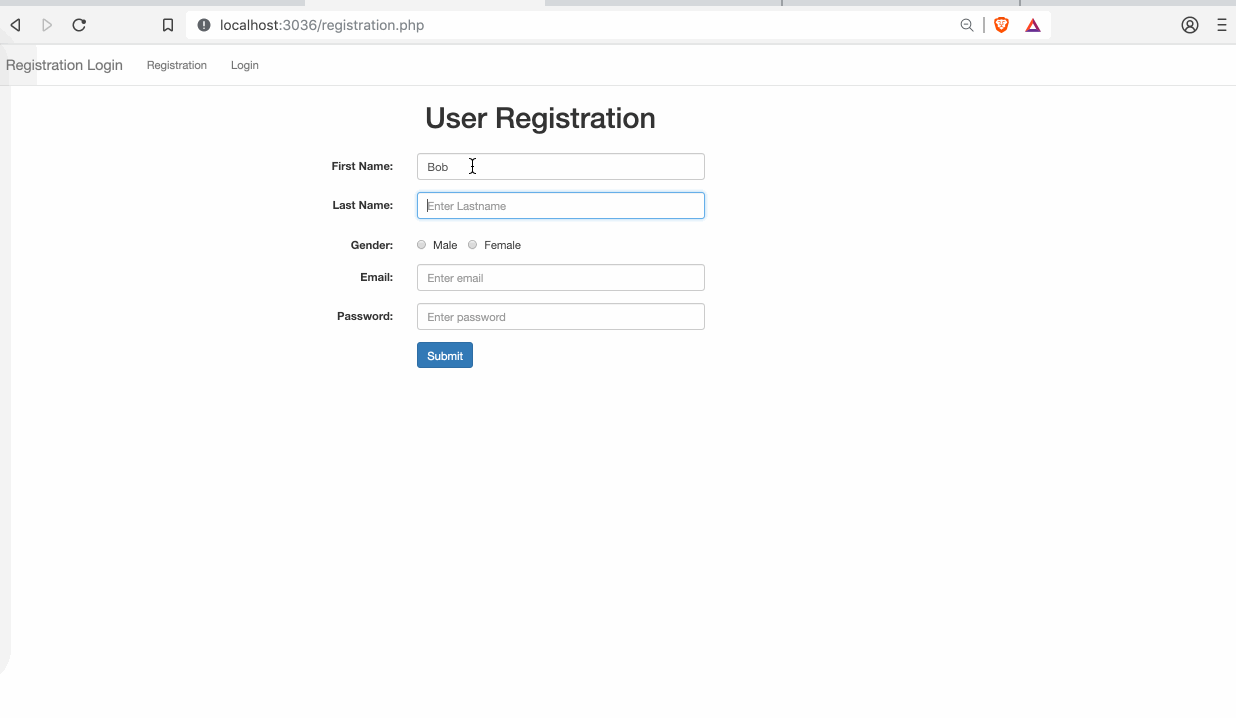 localhost:3036/registration.php
Registration Login Registration Login
User Registration
First Name: Bob
Last Name: Enter Lastname
Gender: Male Female
Email: Enter email
Password: Enter password
Submit